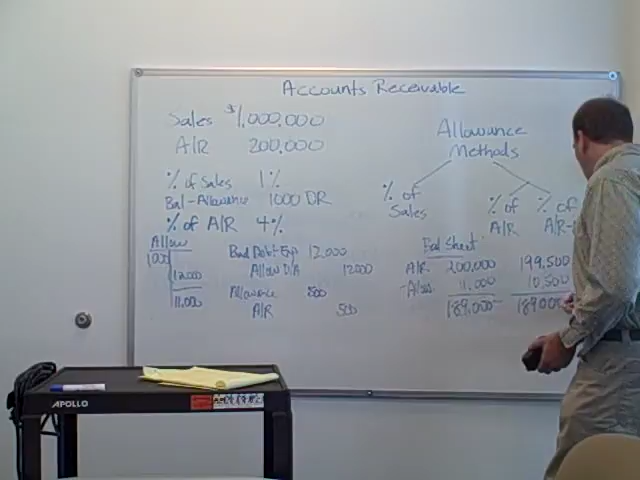 Accounts Receivable
Sales $1,000,000
A/R 200,000
% of Sales 1%
Bal-Allowance 1000 DR
% of A/R 4%
Allow
1000
12,000
11,000
Bad Debt Exp 12,000
Allow D/A 12000
Allowance 500
A/R 500
Allowance
Methods
% of
Sales
% of
A/R
% of
A/R-
Bal Sheet
A/R 200,000 199,500
11,000 10,500
189,000 189,000
APOLLO